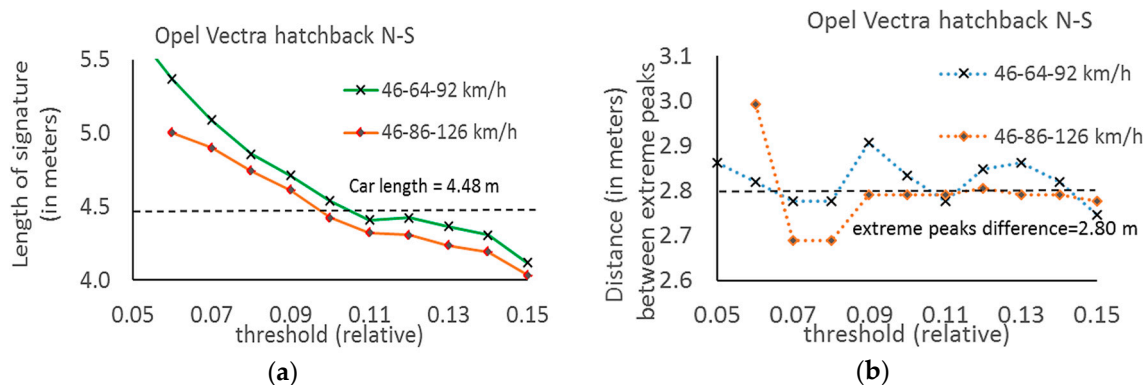 Opel Vectra hatchback N-S
Length of signature
(in meters)
5.5
5.0
4.5
4.0
46-64-92 km/h
46-86-126 km/h
Car length = 4.48 m
0.05 0.07 0.09 0.11 0.13 0.15
threshold (relative)
(a)
Opel Vectra hatchback N-S
Distance (in meters)
between extreme peaks
3.1
3.0
2.9
2.8
2.7
2.6
46-64-92 km/h
46-86-126 km/h
extreme peaks difference=2.80 m
0.05 0.07 0.09 0.11 0.13 0.15
threshold (relative)
(b)